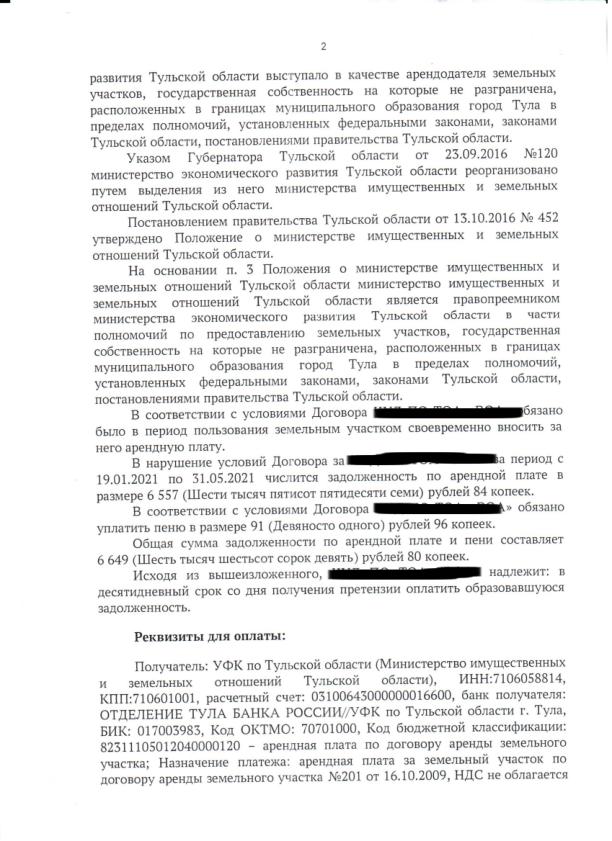 2
развития Тульской области выступало в качестве арендодателя земельных
участков, государственная собственность на которые не разграничена,
расположенных в границах муниципального образования город Тула в
пределах полномочий, установленных федеральными законами, законами
Тульской области, постановлениями правительства Тульской области.
Указом Губернатора Тульской области от 23.09.2016 №120
министерство экономического развития Тульской области реорганизовано
путем выделения из него министерства имущественных и земельных
отношений Тульской области.
Постановлением правительства Тульской области от 13.10.2016 № 452
утверждено Положение о министерстве имущественных и земельных
отношений Тульской области.
На основании п. 3 Положения о министерстве имущественных и
земельных отношений Тульской области министерство имущественных и
земельных отношений Тульской области является правопреемником
министерства экономического развития Тульской области в части
полномочий по предоставлению земельных участков, государственная
собственность на которые не разграничена, расположенных в границах
муниципального образования город Тула в пределах полномочий,
установленных федеральными законами, законами Тульской области,
постановлениями правительства Тульской области.
В соответствии с условиями Договора обязано
было в период пользования земельным участком своевременно вносить за
него арендную плату.
В нарушение условий Договора за за период с
19.01.2021 по 31.05.2021 числится задолженность по арендной плате в
размере 6 557 (Шести тысяч пятисот пятидесяти семи) рублей 84 копеек.
В соответствии с условиями Договора » обязано
уплатить пеню в размере 91 (Девяносто одного) рублей 96 копеек.
Общая сумма задолженности по арендной плате и пени составляет
6 649 (Шесть тысяч шестьсот сорок девять) рублей 80 копеек.
Исходя из вышеизложенного, надлежит: в
десятидневный срок со дня получения претензии оплатить образовавшуюся
задолженность.
Реквизиты для оплаты:
Получатель: УФК по Тульской области (Министерство имущественных
и земельных отношений Тульской области), ИНН:7106058814,
КПП:710601001, расчетный счет: 03100643000000016600, банк получателя:
ОТДЕЛЕНИЕ ТУЛА БАНКА РОССИИ//УФК по Тульской области г. Тула,
БИК: 017003983, Код ОКТМО: 70701000, Код бюджетной классификации:
82311105012040000120 – арендная плата по договору аренды земельного
участка; Назначение платежа: арендная плата за земельный участок по
договору аренды земельного участка №201 от 16.10.2009, НДС не облагается